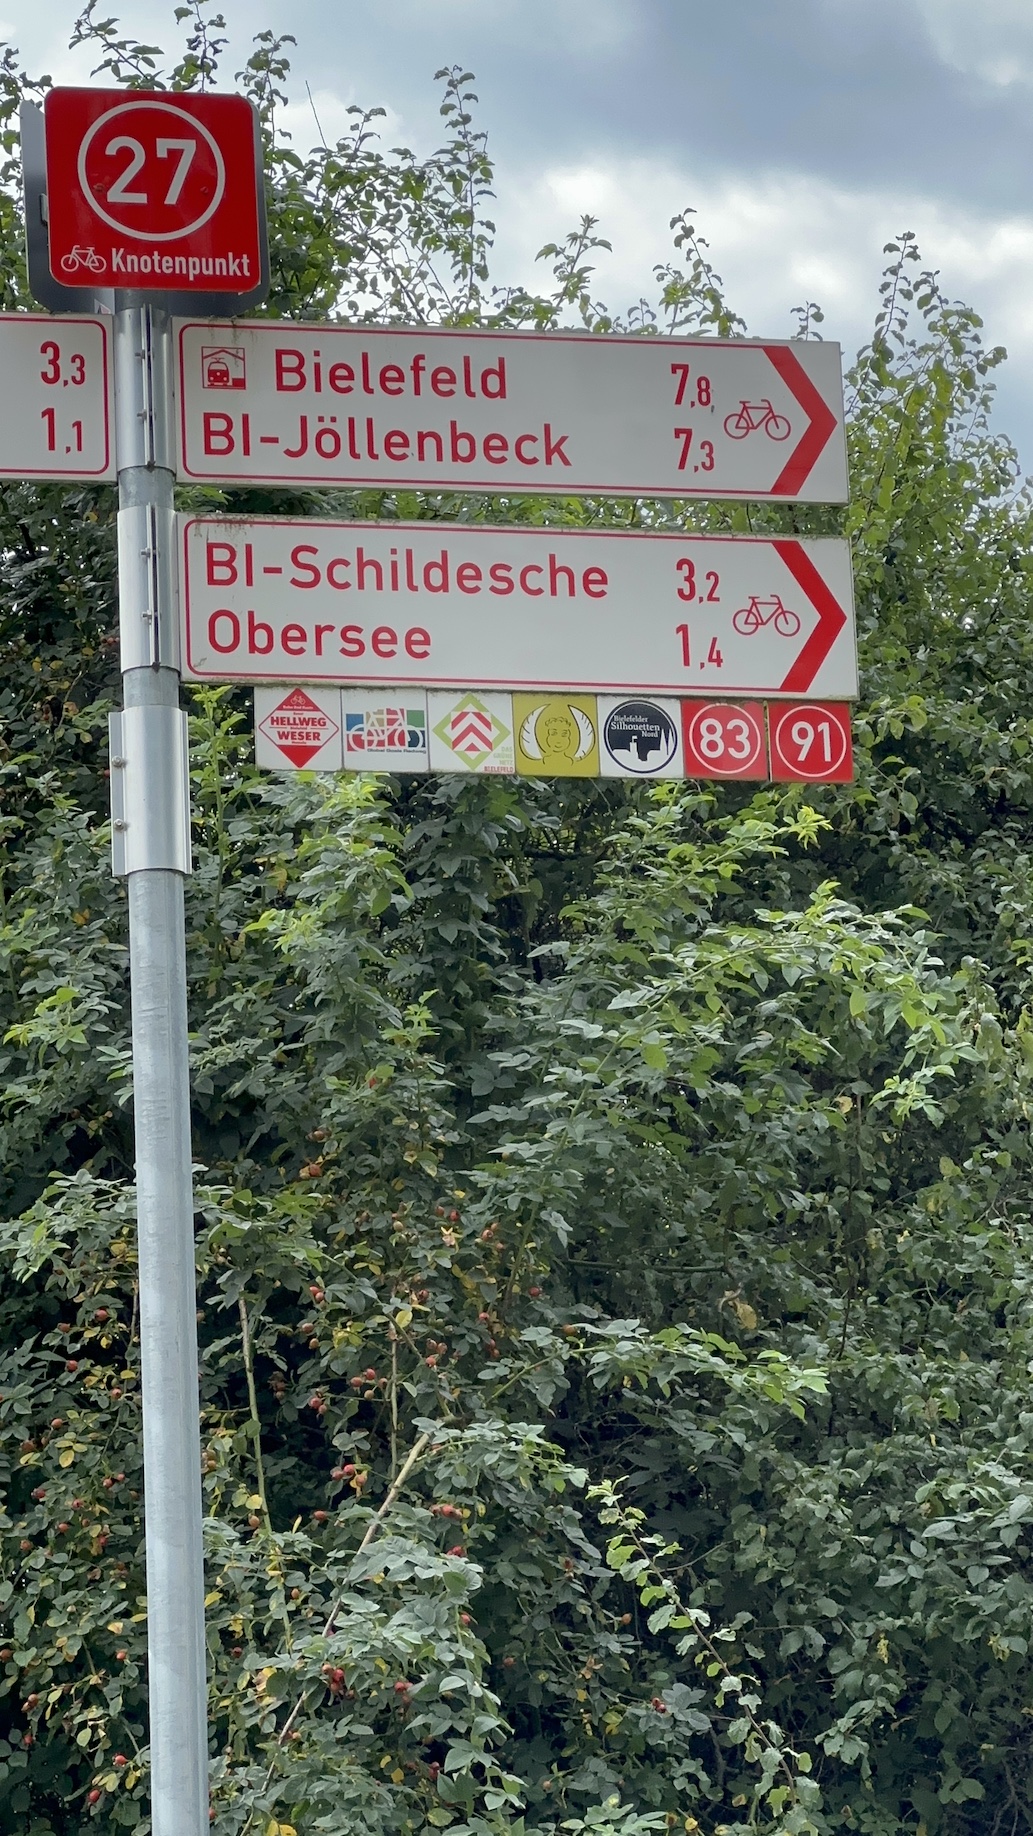 27
Knotenpunkt
3,3
1,1
Bielefeld 7,8
BI-Jöllenbeck 7,3
BI-Schildesche 3,2
Obersee 1,4
HELLWEG
WESER
Bielefelder
Silhouetten
Nord
BIELEFELD
83
91